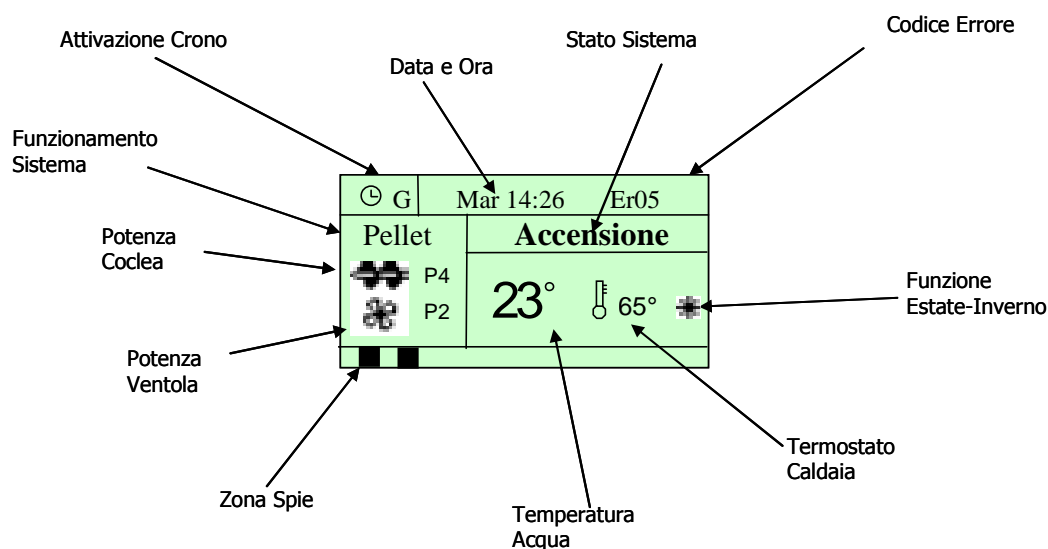 Attivazione Crono
Data e Ora
Stato Sistema
Codice Errore
Funzionamento
Sistema
Potenza
Coclea
Potenza
Ventola
G
Mar 14:26
Er05
Pellet
Accensione
P4
P2
23°
65°
Funzione
Estate-Inverno
Zona Spie
Temperatura
Acqua
Termostato
Caldaia